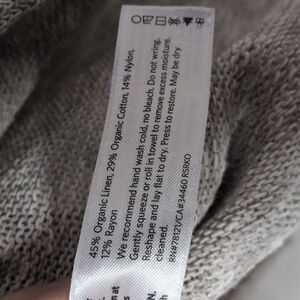 45% Organic Linen, 29% Organic Cotton, 14% Nylon,
12% Rayon
We recommend hand wash cold, no bleach. Do not wring.
Gently squeeze or roll in towel to remove excess moisture.
Reshape and lay flat to dry. Press to restore. May be dry
cleaned.
RN#78121/CA#34460 R5RKO
m at
N.